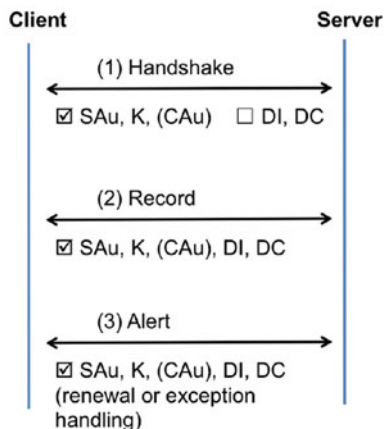 Client Server
(1) Handshake
☑ SAu, K, (CAu) ☐ DI, DC
(2) Record
☑ SAu, K, (CAu), DI, DC
(3) Alert
☑ SAu, K, (CAu), DI, DC
(renewal or exception
handling)